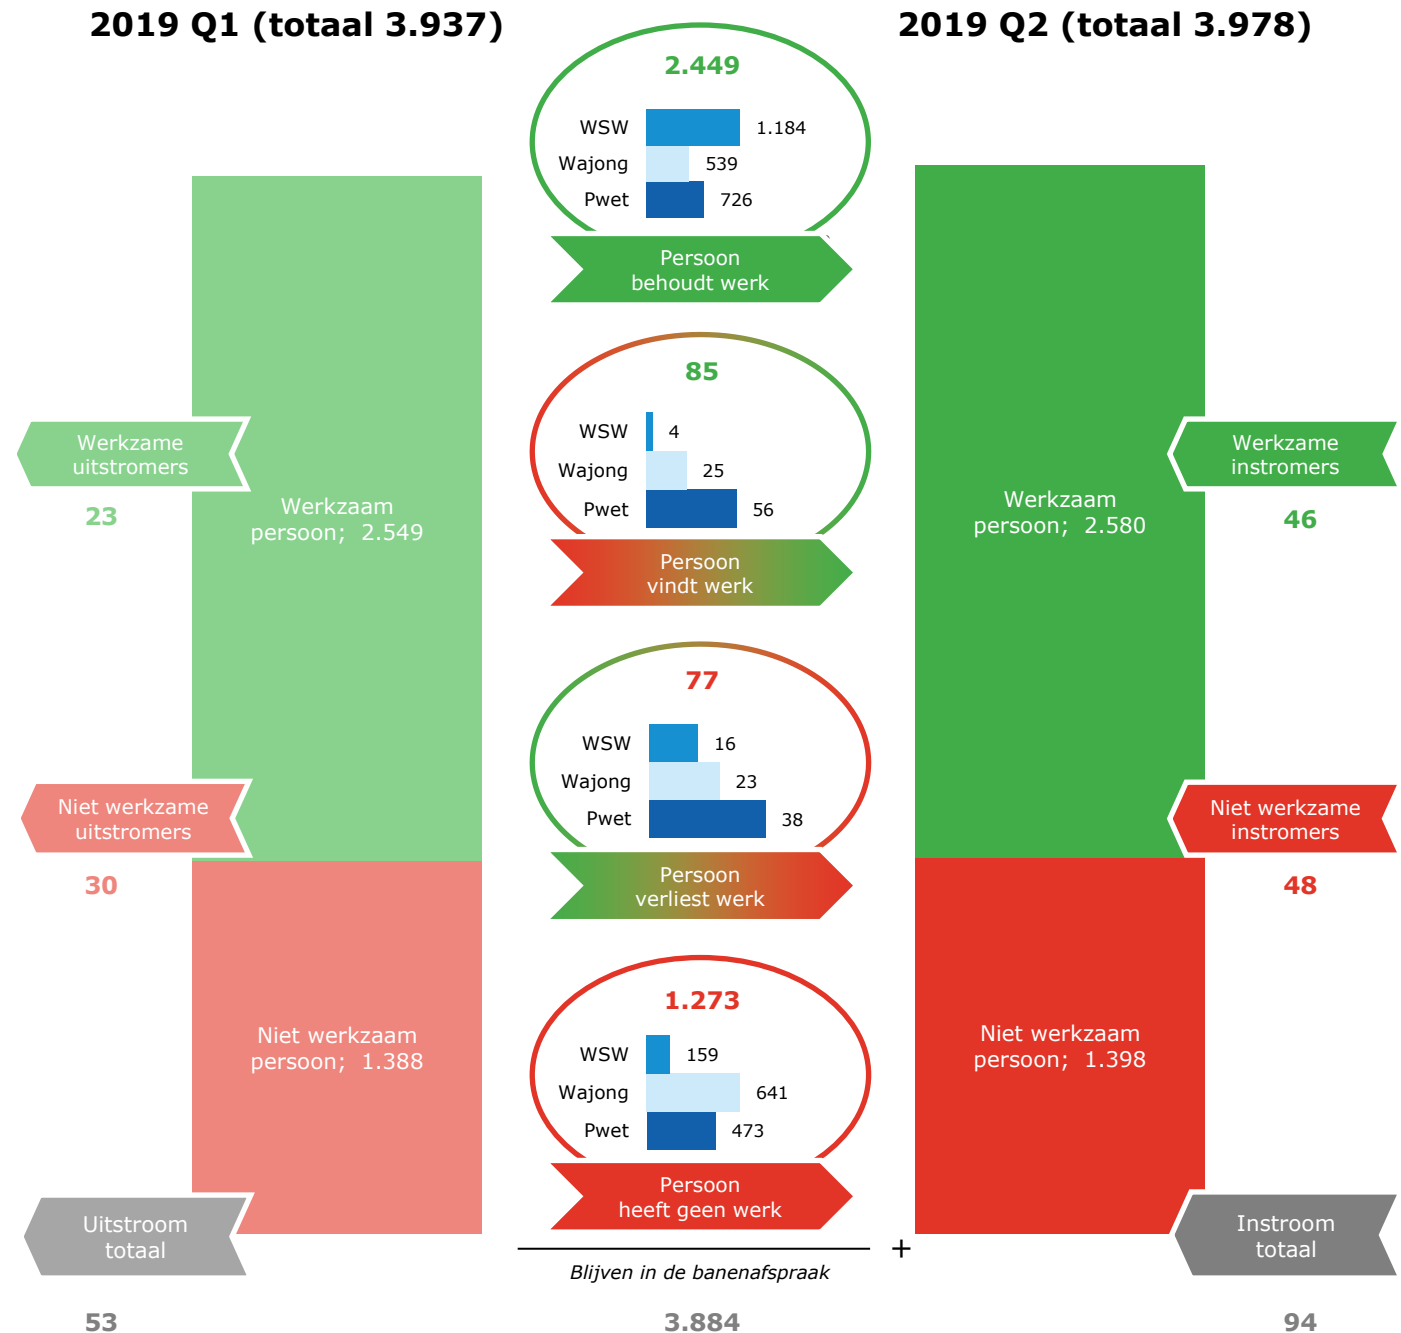 2019 Q1 (totaal 3.937)
2019 Q2 (totaal 3.978)
2.449
WSW 1.184
Wajong 539
Pwet 726
Persoon
behoudt werk
85
WSW 4
Wajong 25
Pwet 56
Persoon
vindt werk
77
WSW 16
Wajong 23
Pwet 38
Persoon
verliest werk
1.273
WSW 159
Wajong 641
Pwet 473
Persoon
heeft geen werk
Werkzame
uitstromers
23
Werkzaam
persoon; 2.549
Niet werkzame
uitstromers
30
Niet werkzaam
persoon; 1.388
Uitstroom
totaal
53
Werkzaam
persoon; 2.580
Werkzame
instromers
46
Niet werkzame
instromers
48
Niet werkzaam
persoon; 1.398
Instroom
totaal
94
+
Blijven in de banenafspraak
3.884